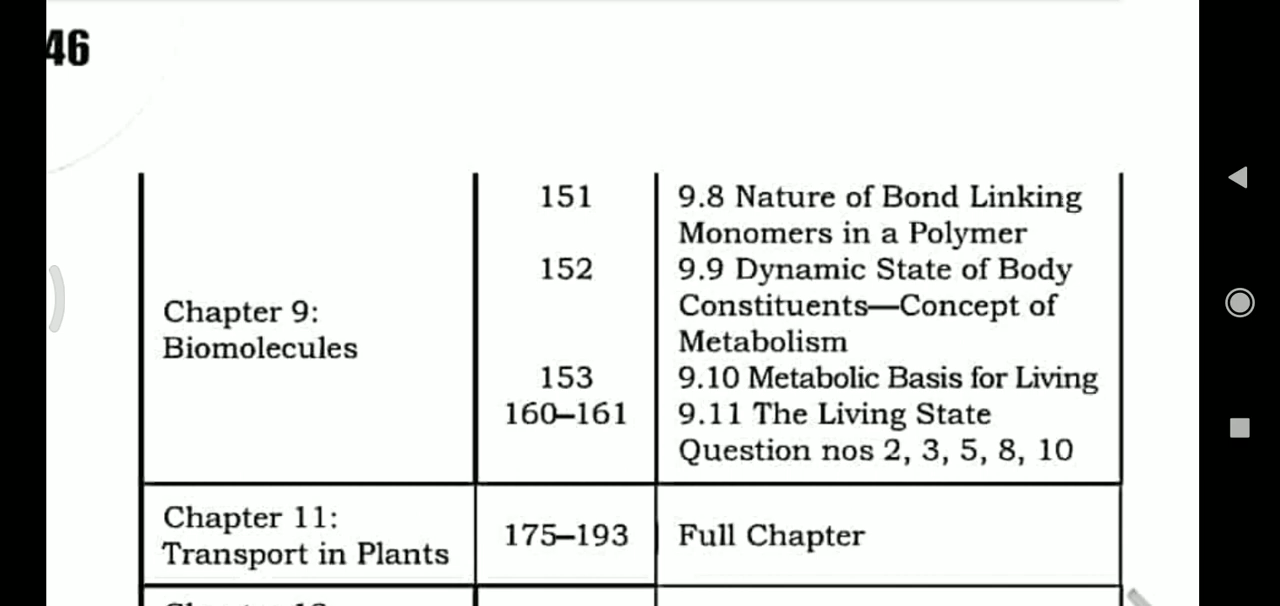 46
151
9.8 Nature of Bond Linking
Monomers in a Polymer
152
9.9 Dynamic State of Body
Constituents—Concept of
Metabolism
Chapter 9:
Biomolecules
153
9.10 Metabolic Basis for Living
160–161
9.11 The Living State
Question nos 2, 3, 5, 8, 10
Chapter 11:
Transport in Plants
175–193
Full Chapter